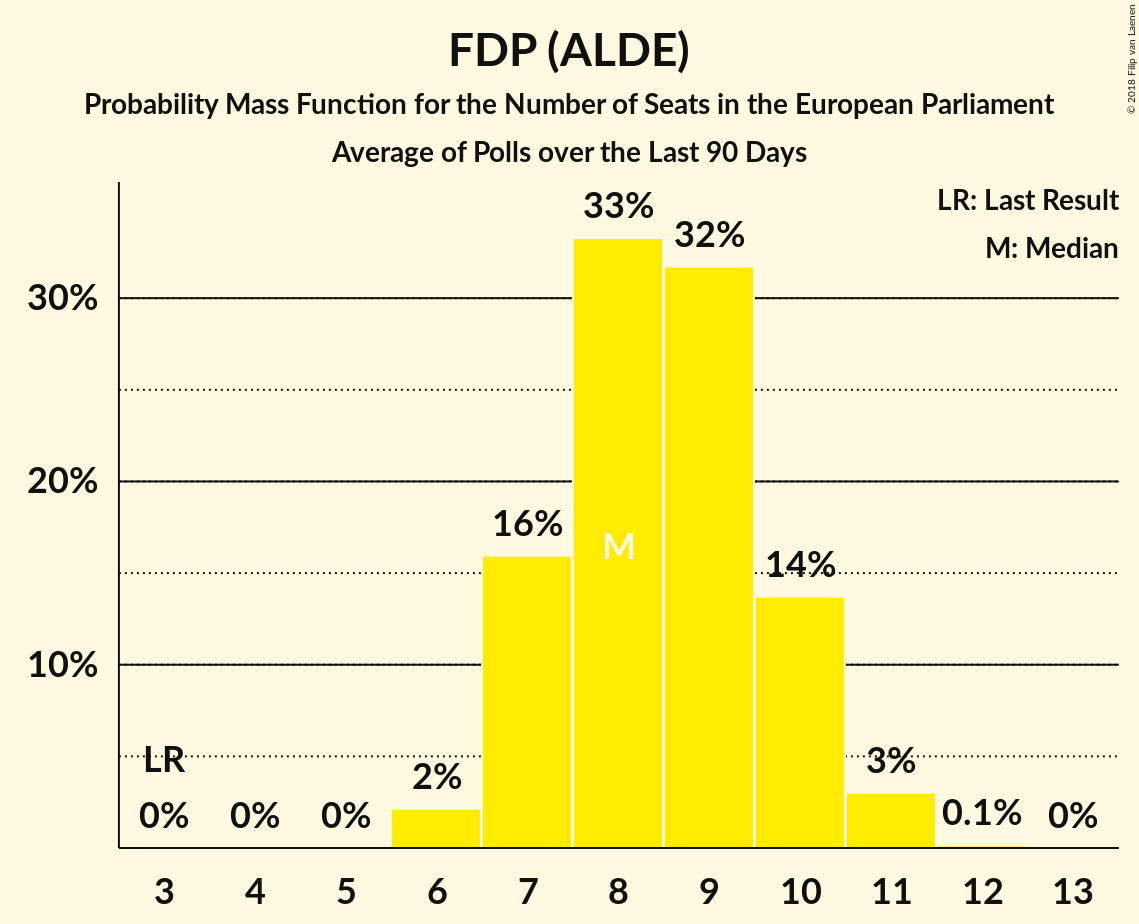 FDP (ALDE)
Probability Mass Function for the Number of Seats in the European Parliament
Average of Polls over the Last 90 Days
© 2018 Filip van Laenen
LR: Last Result
M: Median
30%
20%
10%
33%
32%
16%
M
14%
LR
0%
0%
0%
2%
3%
0.1%
0%
3 4 5 6 7 8 9 10 11 12 13